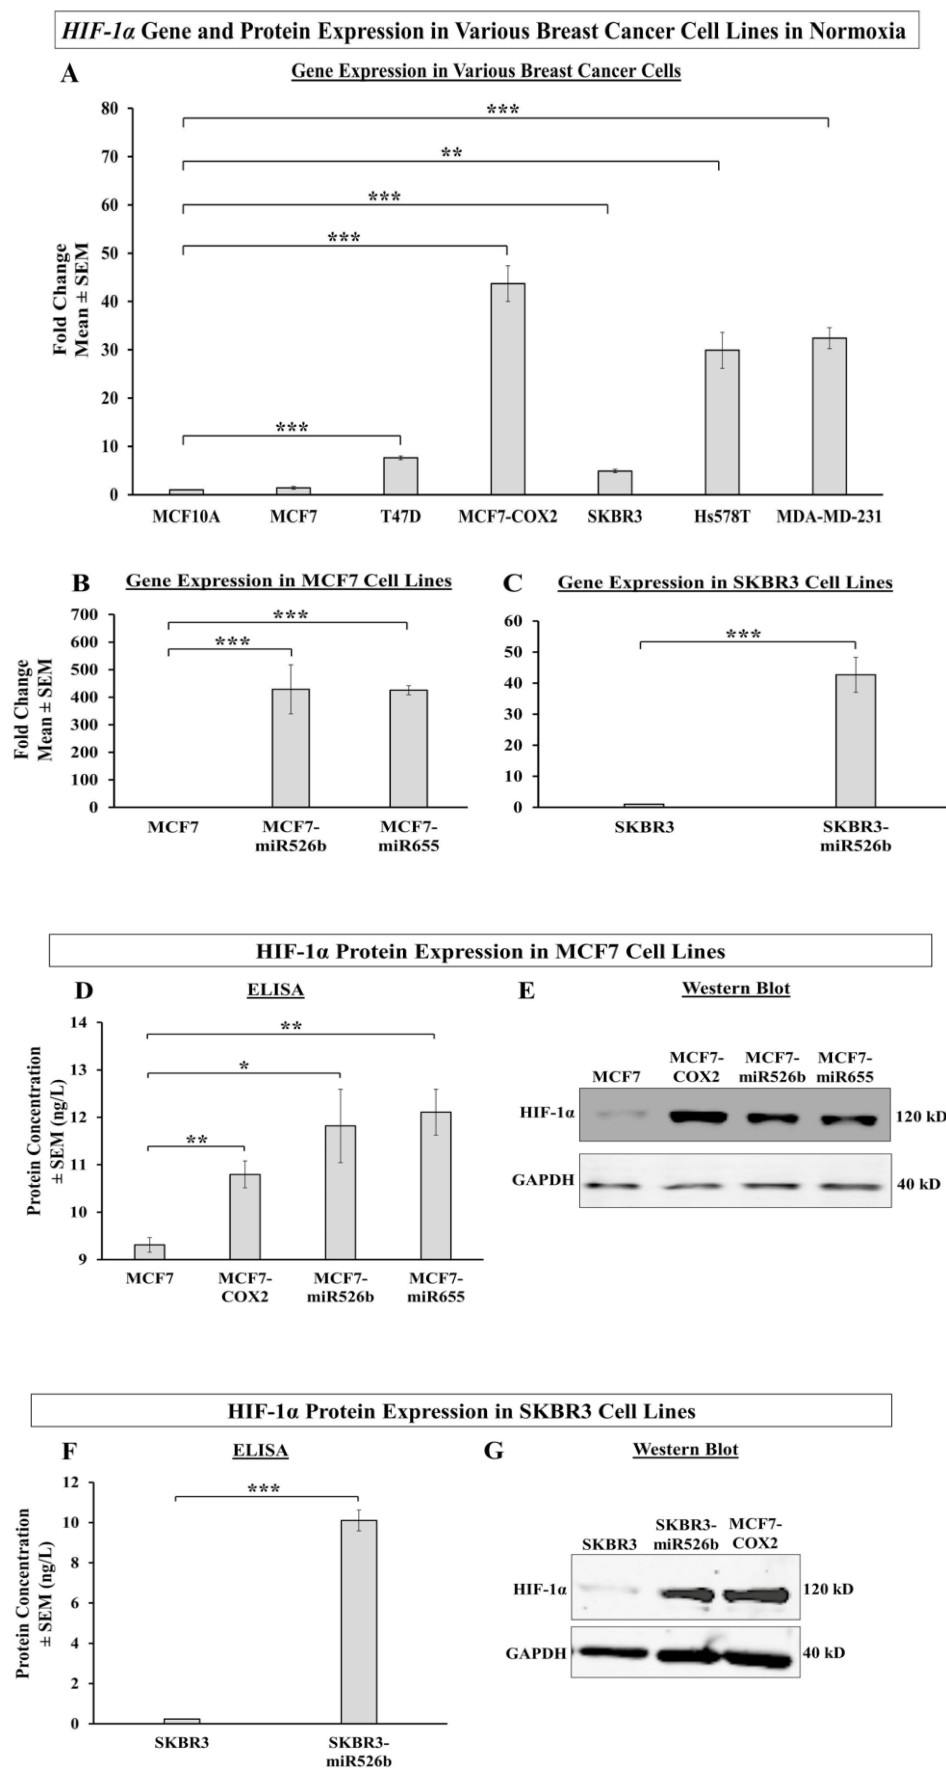 HIF-1α Gene and Protein Expression in Various Breast Cancer Cell Lines in Normoxia
A
Gene Expression in Various Breast Cancer Cells
Fold Change
Mean ± SEM
80
70
60
50
40
30
20
10
0
***
**
***
***
***
MCF10A MCF7 T47D MCF7-COX2 SKBR3 Hs578T MDA-MD-231
B
Gene Expression in MCF7 Cell Lines
Fold Change
Mean ± SEM
700
600
500
400
300
200
100
0
***
***
MCF7 MCF7- MCF7-
miR526b miR655
C
Gene Expression in SKBR3 Cell Lines
60
50
40
30
20
10
0
***
SKBR3 SKBR3-
miR526b
HIF-1α Protein Expression in MCF7 Cell Lines
D
ELISA
Protein Concentration
± SEM (ng/L)
14
13
12
11
10
9
**
*
**
MCF7 MCF7- MCF7- MCF7-
COX2 miR526b miR655
E
Western Blot
MCF7- MCF7- MCF7-
MCF7 COX2 miR526b miR655
HIF-1α 120 kD
GAPDH 40 kD
HIF-1α Protein Expression in SKBR3 Cell Lines
F
ELISA
Protein Concentration
± SEM (ng/L)
12
10
8
6
4
2
0
***
SKBR3 SKBR3-
miR526b
G
Western Blot
SKBR3- MCF7-
SKBR3 miR526b COX2
HIF-1α 120 kD
GAPDH 40 kD